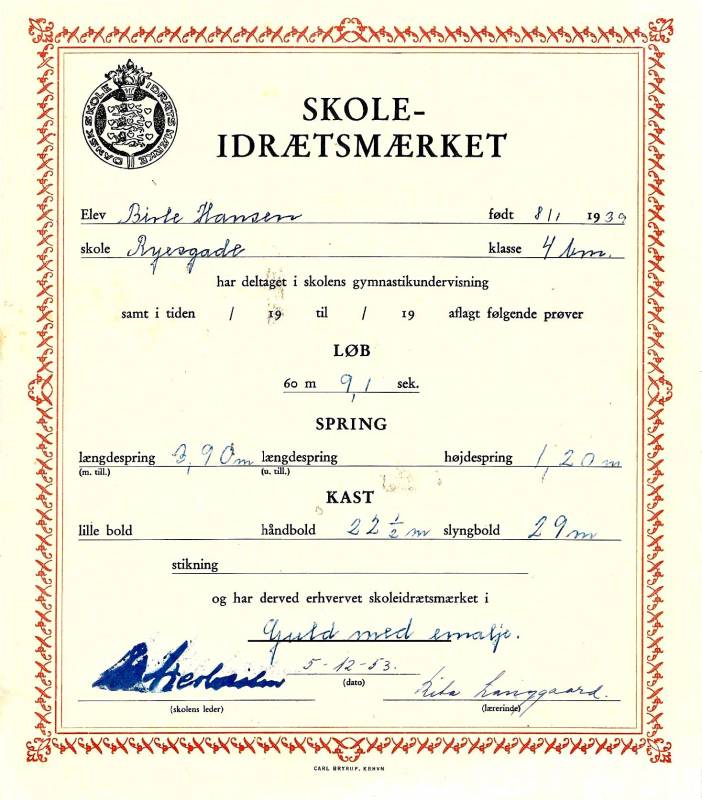 DANSK SKOLE IDRÆTS MÆRKE
SKOLE-
IDRÆTSMÆRKET
Elev Birte Hansen født 8/1 1939
skole Ryesgade klasse 4
har deltaget i skolens gymnastikundervisning
samt i tiden / 19 til / 19 aflagt følgende prøver
LØB
60 m 9,1 sek.
SPRING
længdespring 3,90 m længdespring højdespring 1,20 m
(m. till.) (u. till.)
KAST
lille bold håndbold 22 ½ m slyngbold 29 m
stikning
og har derved erhvervet skoleidrætsmærket i
Guld med emalje.
5-12-53.
(dato)
Rita Langgaard.
(skolens leder) (lærerinde)
CARL BRYRUP, KBHVN